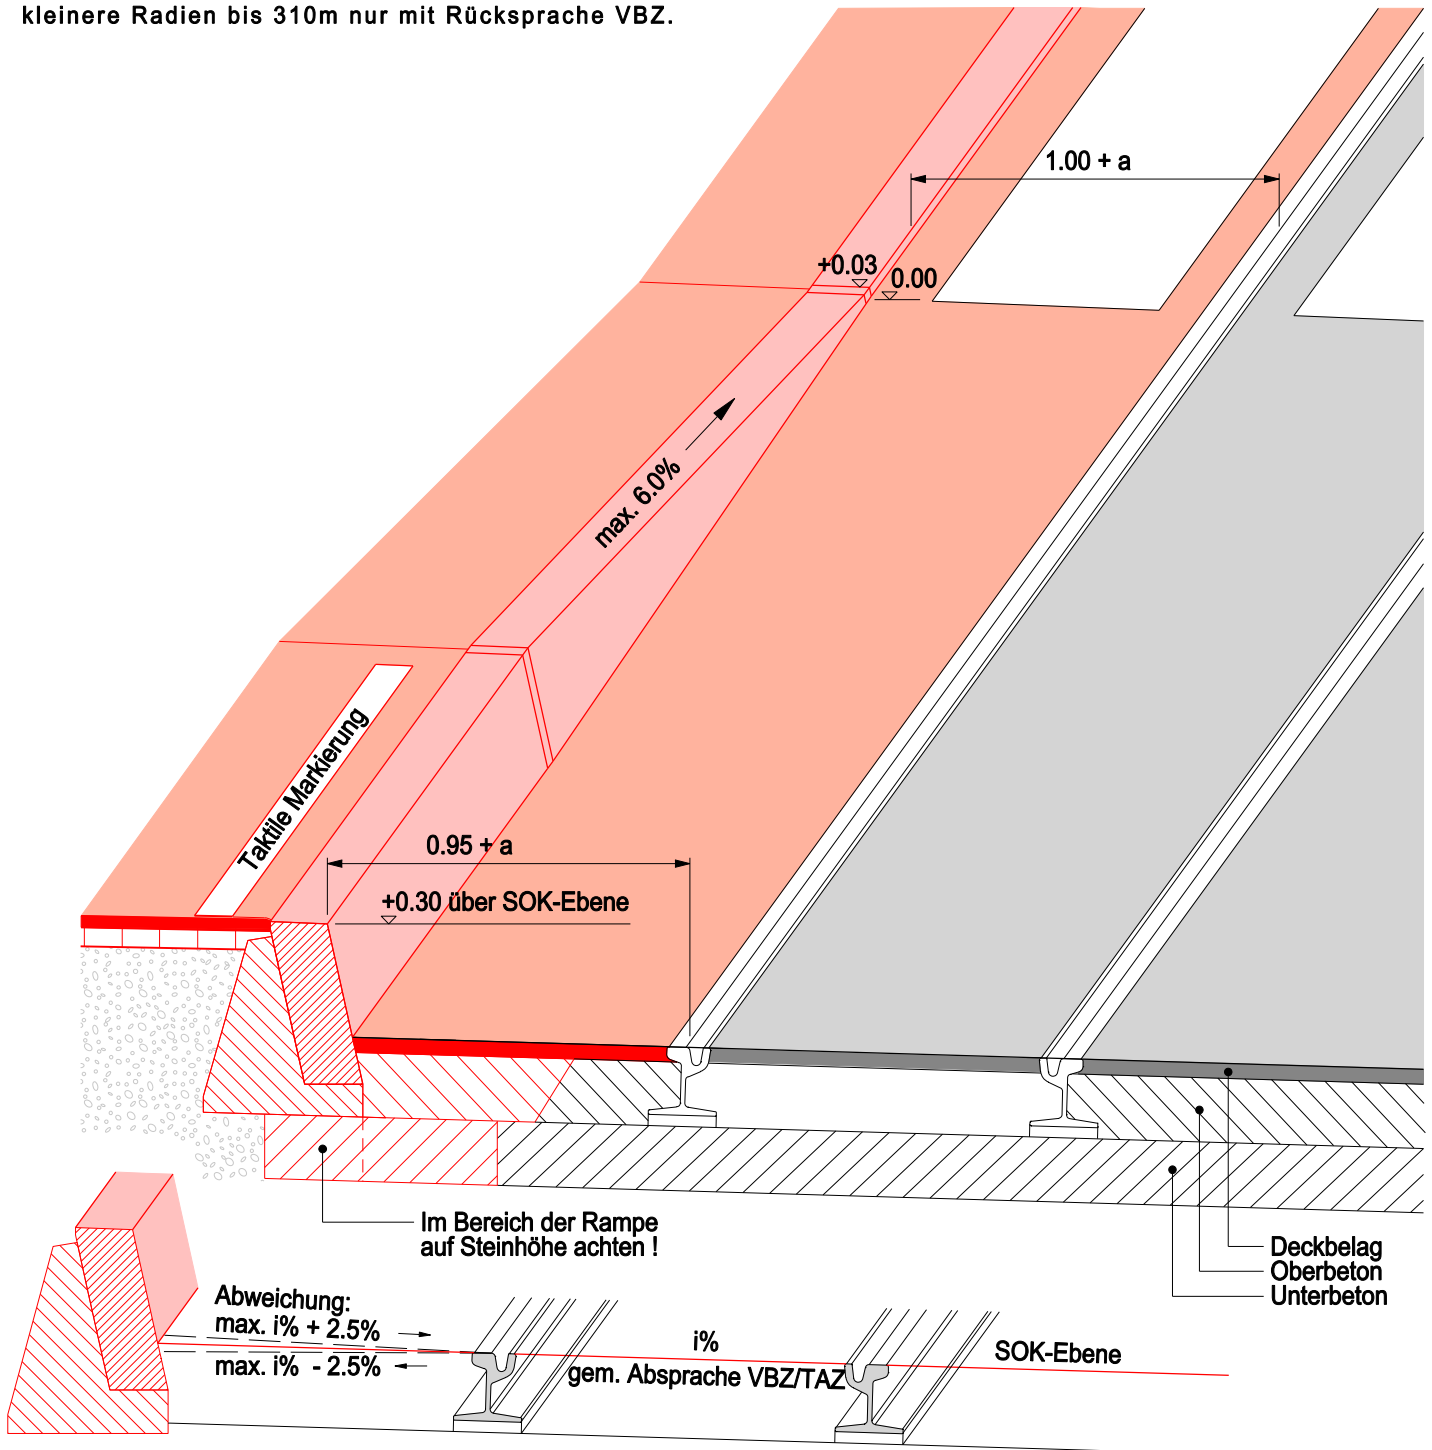 kleinere Radien bis 310m nur mit Rücksprache VBZ.
1.00 + a
+0.03
0.00
max. 6.0%
Taktile Markierung
0.95 + a
+0.30 über SOK-Ebene
Im Bereich der Rampe
auf Steinhöhe achten !
Deckbelag
Oberbeton
Unterbeton
Abweichung:
max. i% + 2.5%
max. i% - 2.5%
i%
gem. Absprache VBZ/TAZ
SOK-Ebene